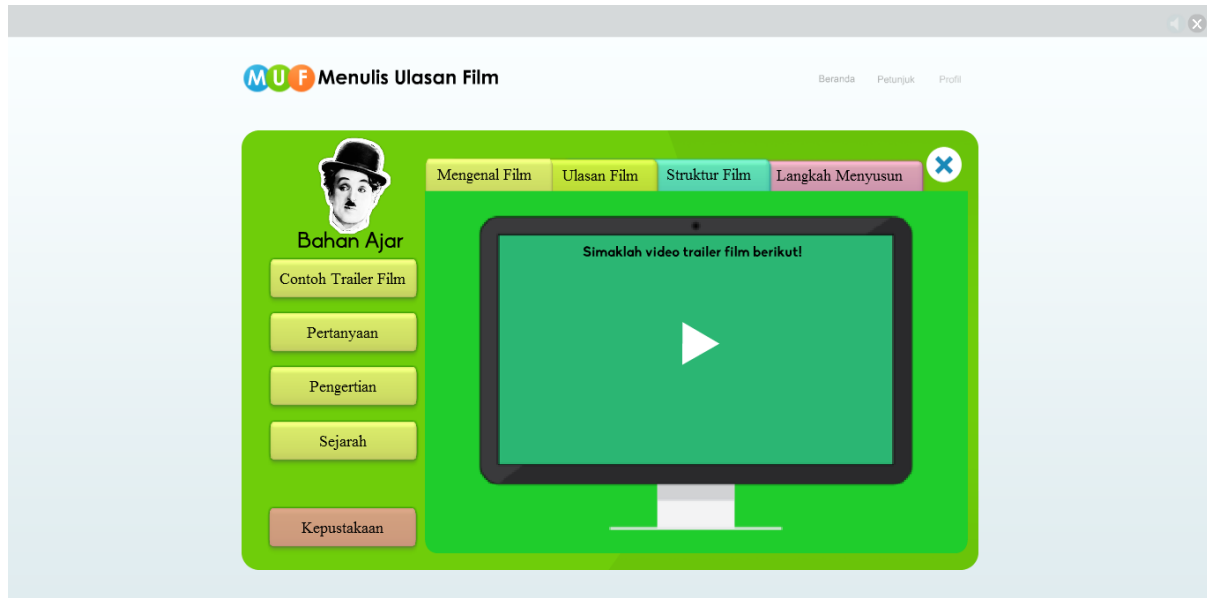 MUF Menulis Ulasan Film
Beranda Petunjuk Profil
Mengenal Film Ulasan Film Struktur Film Langkah Menyusun
Bahan Ajar
Simaklah video trailer film berikut!
Contoh Trailer Film
Pertanyaan
Pengertian
Sejarah
Kepustakaan